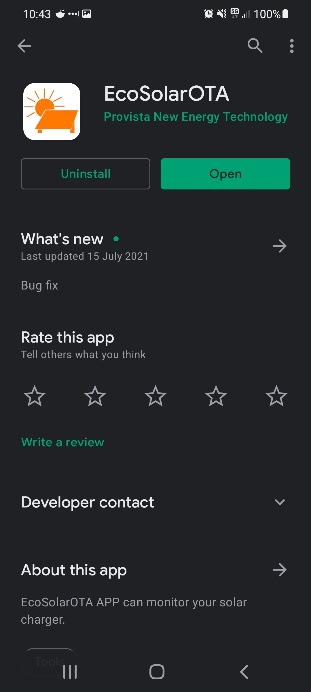 10:43
100%
EcoSolarOTA
Provista New Energy Technology
Uninstall
Open
What's new
Last updated 15 July 2021
Bug fix
Rate this app
Tell others what you think
Write a review
Developer contact
About this app
EcoSolarOTA APP can monitor your solar
charger.
Tools